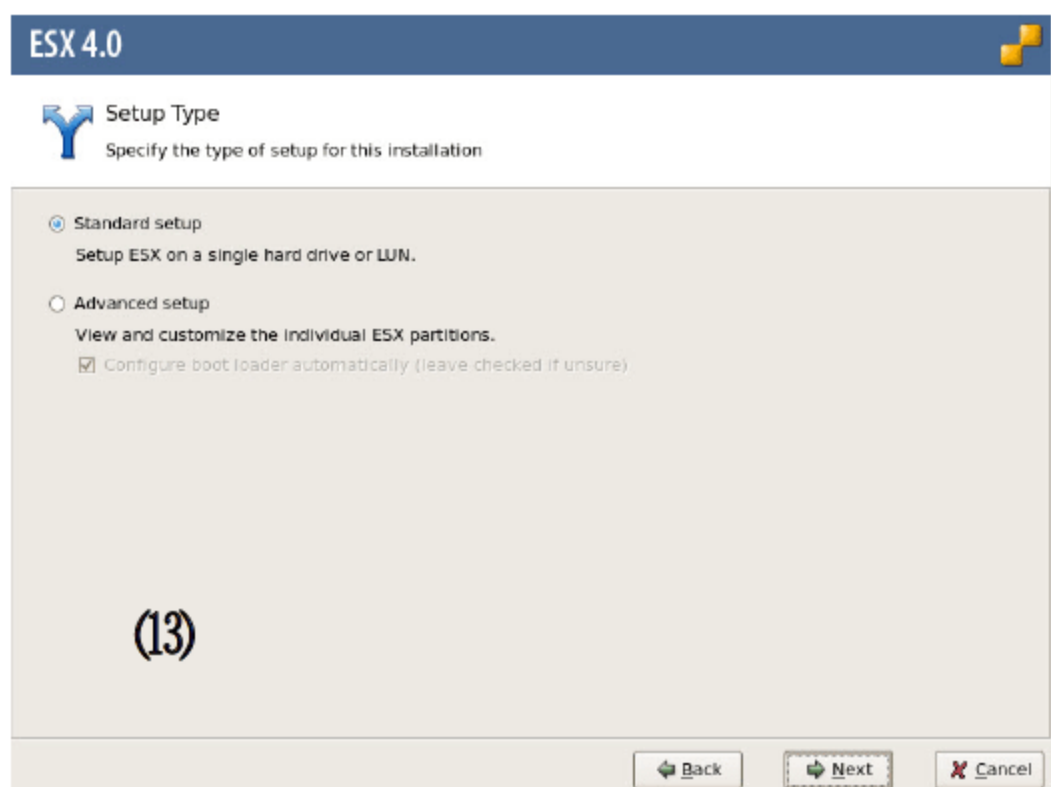 ESX 4.0
Setup Type
Specify the type of setup for this installation
Standard setup
Setup ESX on a single hard drive or LUN.
Advanced setup
View and customize the individual ESX partitions.
Configure boot loader automatically (leave checked if unsure)
(13)
Back Next Cancel